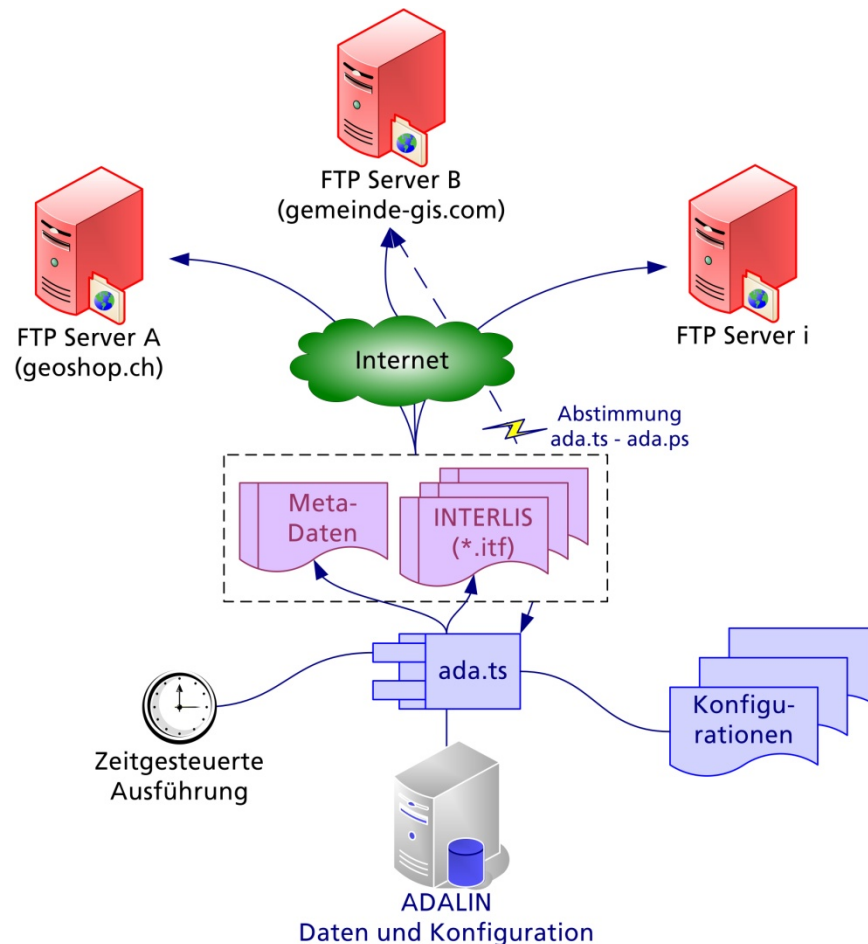 FTP Server B
(gemeinde-gis.com)
FTP Server A
(geoshop.ch)
FTP Server i
Internet
Abstimmung
ada.ts - ada.ps
Meta-
Daten
INTERLIS
(*.itf)
ada.ts
Konfigu-
rationen
Zeitgesteuerte
Ausführung
ADALIN
Daten und Konfiguration